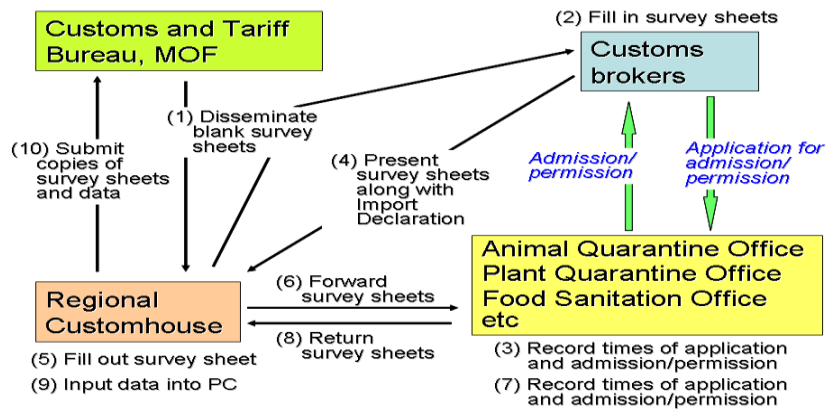 (2) Fill in survey sheets
Customs and Tariff
Bureau, MOF
Customs
brokers
(1) Disseminate
blank survey
sheets
(10) Submit
copies of
survey sheets
and data
(4) Present
survey sheets
along with
Import
Declaration
Admission/
permission
Application for
admission/
permission
Animal Quarantine Office
Plant Quarantine Office
Food Sanitation Office
etc
Regional
Customhouse
(6) Forward
survey sheets
(8) Return
survey sheets
(5) Fill out survey sheet
(9) Input data into PC
(3) Record times of application
and admission/permission
(7) Record times of application
and admission/permission